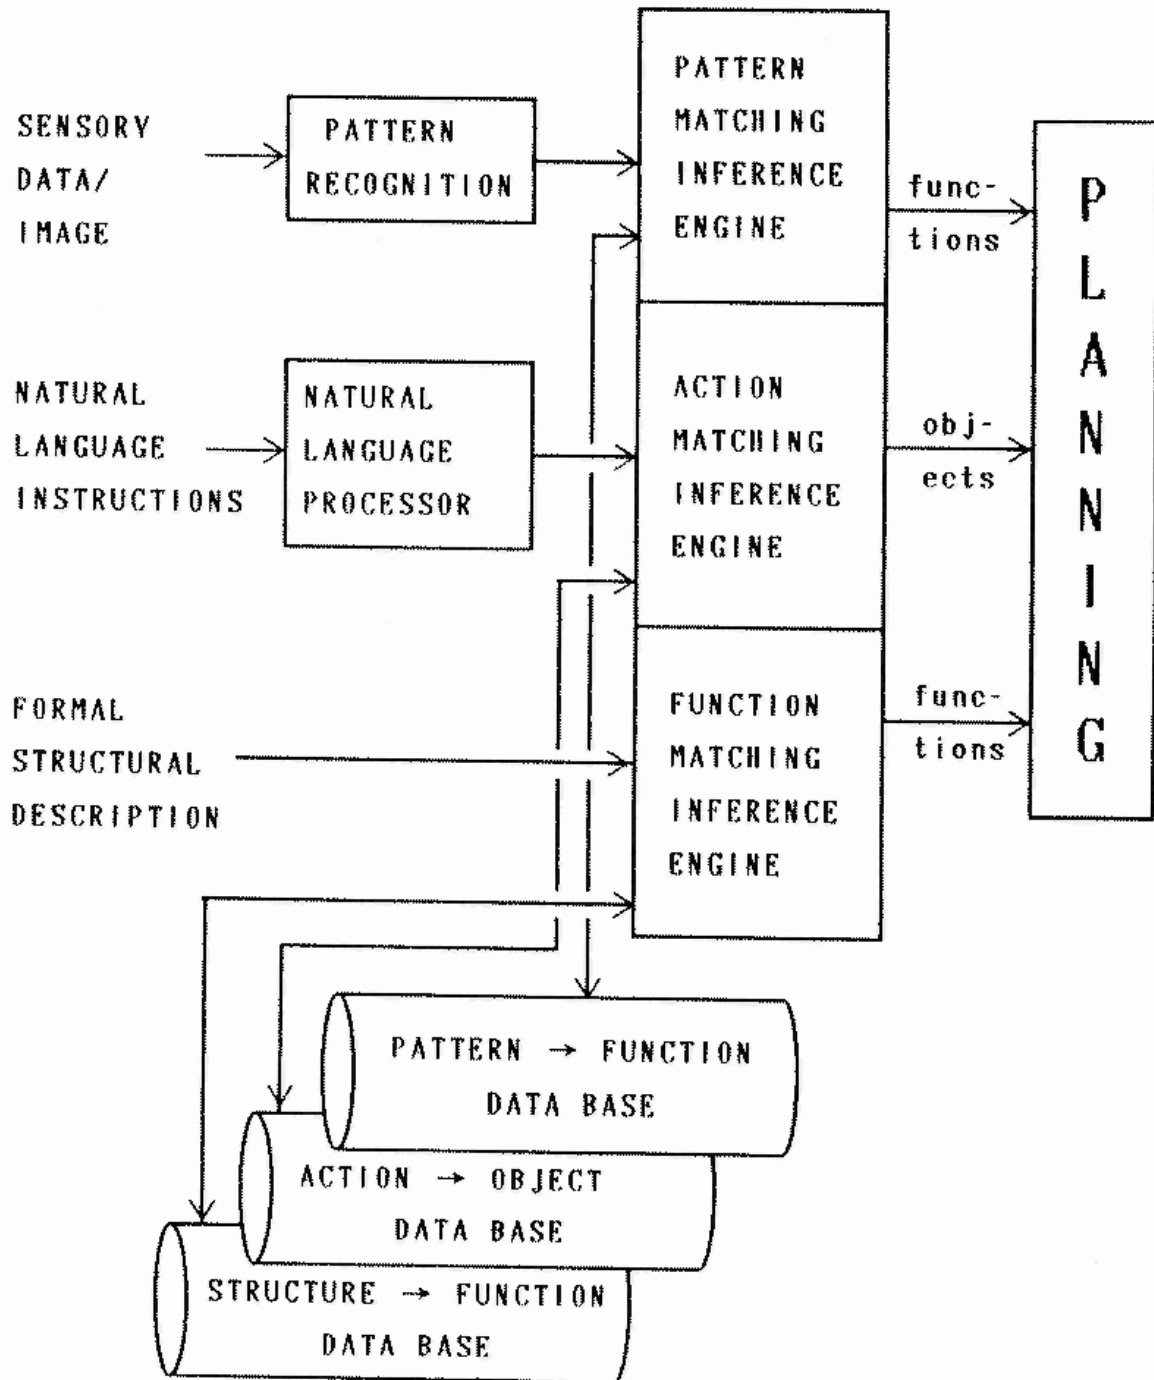 SENSORY
DATA/
IMAGE
PATTERN
RECOGNITION
PATTERN
MATCHING
INFERENCE
ENGINE
func-
tions
NATURAL
LANGUAGE
INSTRUCTIONS
NATURAL
LANGUAGE
PROCESSOR
ACTION
MATCHING
INFERENCE
ENGINE
obj-
ects
FORMAL
STRUCTURAL
DESCRIPTION
FUNCTION
MATCHING
INFERENCE
ENGINE
func-
tions
PLANNING
PATTERN → FUNCTION
DATA BASE
ACTION → OBJECT
DATA BASE
STRUCTURE → FUNCTION
DATA BASE